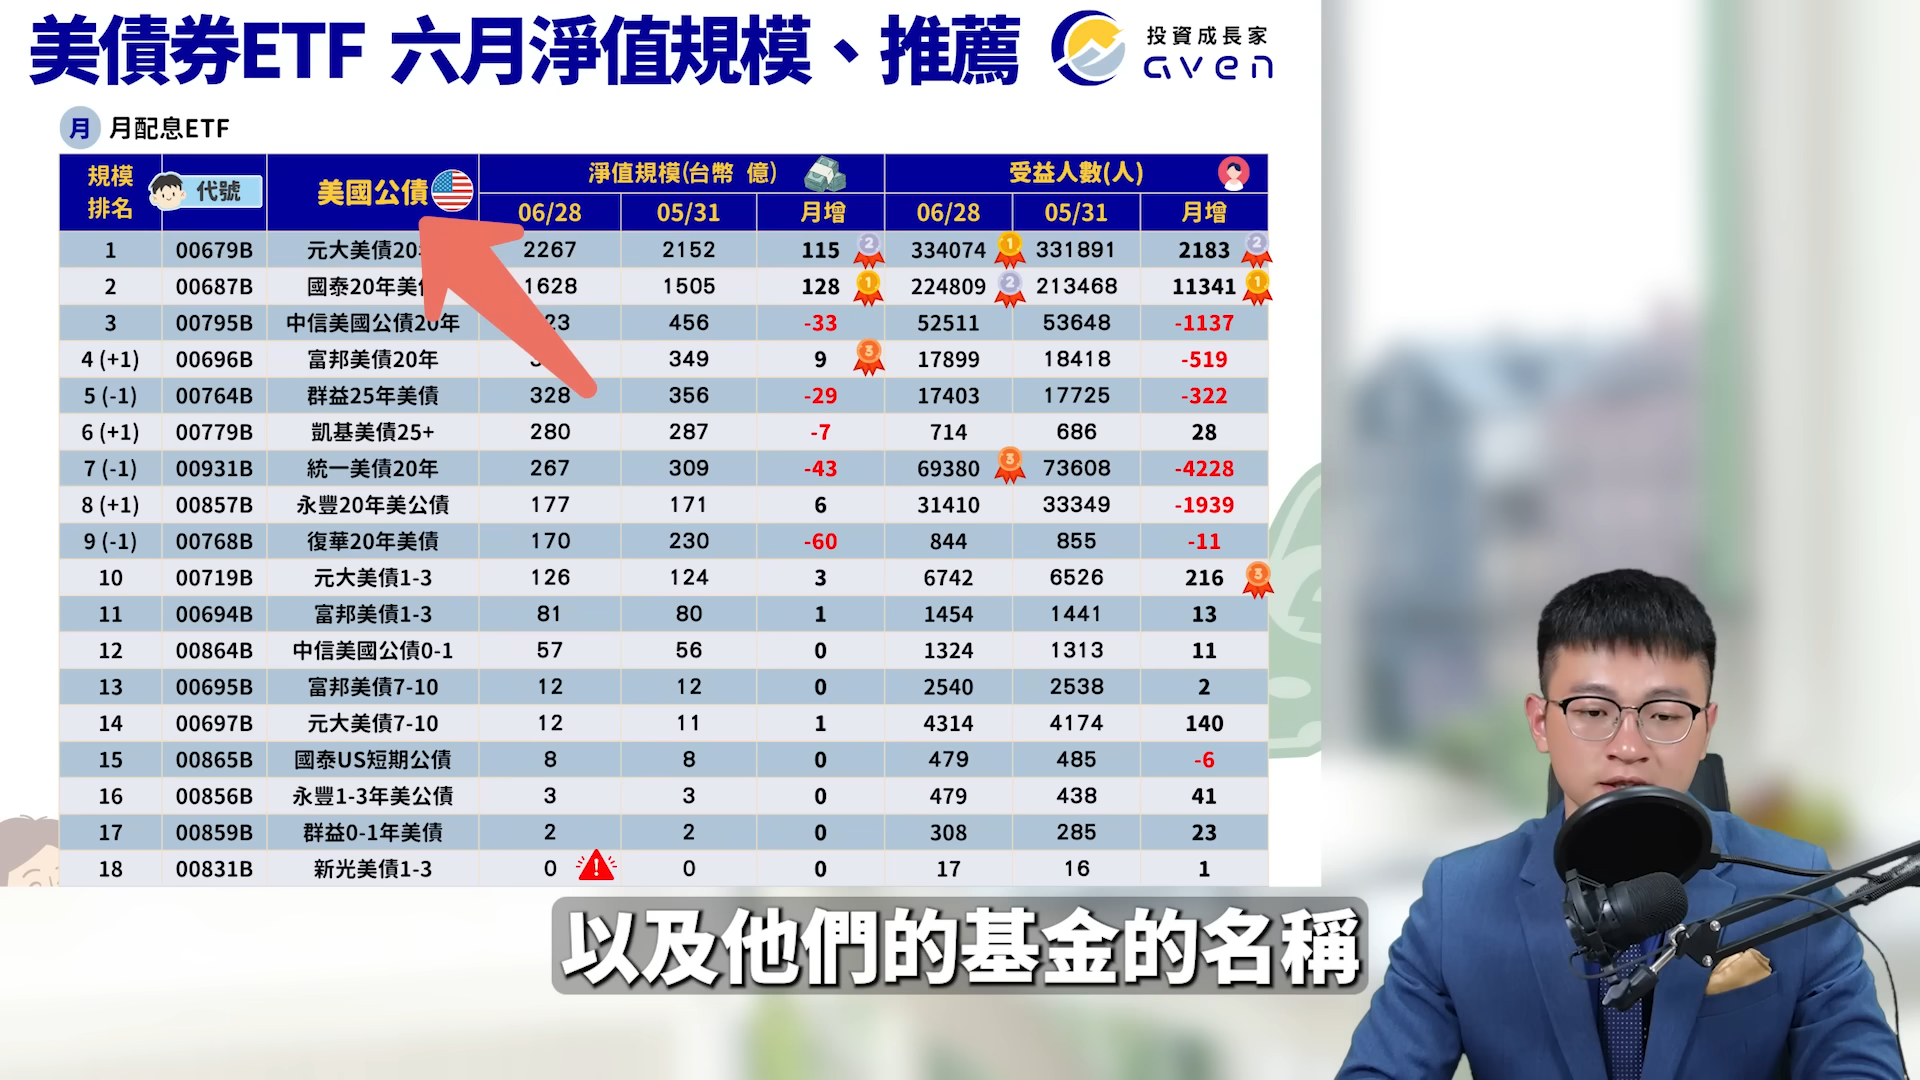 美債券ETF 六月淨值規模、推薦
投資成長家
aven
月 月配息ETF
規模排名 代號 美國公債 淨值規模(台幣 億) 受益人數(人)
06/28 05/31 月增 06/28 05/31 月增
1 00679B 元大美債20 2267 2152 115 2 334074 1 331891 2183 2
2 00687B 國泰20年美 1628 1505 128 1 224809 2 213468 11341 1
3 00795B 中信美國公債20年 23 456 -33 52511 53648 -1137
4 (+1) 00696B 富邦美債20年 349 9 3 17899 18418 -519
5 (-1) 00764B 群益25年美債 328 356 -29 17403 17725 -322
6 (+1) 00779B 凱基美債25+ 280 287 -7 714 686 28
7 (-1) 00931B 統一美債20年 267 309 -43 69380 3 73608 -4228
8 (+1) 00857B 永豐20年美公債 177 171 6 31410 33349 -1939
9 (-1) 00768B 復華20年美債 170 230 -60 844 855 -11
10 00719B 元大美債1-3 126 124 3 6742 6526 216 3
11 00694B 富邦美債1-3 81 80 1 1454 1441 13
12 00864B 中信美國公債0-1 57 56 0 1324 1313 11
13 00695B 富邦美債7-10 12 12 0 2540 2538 2
14 00697B 元大美債7-10 12 11 1 4314 4174 140
15 00865B 國泰US短期公債 8 8 0 479 485 -6
16 00856B 永豐1-3年美公債 3 3 0 479 438 41
17 00859B 群益0-1年美債 2 2 0 308 285 23
18 00831B 新光美債1-3 0 0 0 17 16 1
以及他們的基金的名稱